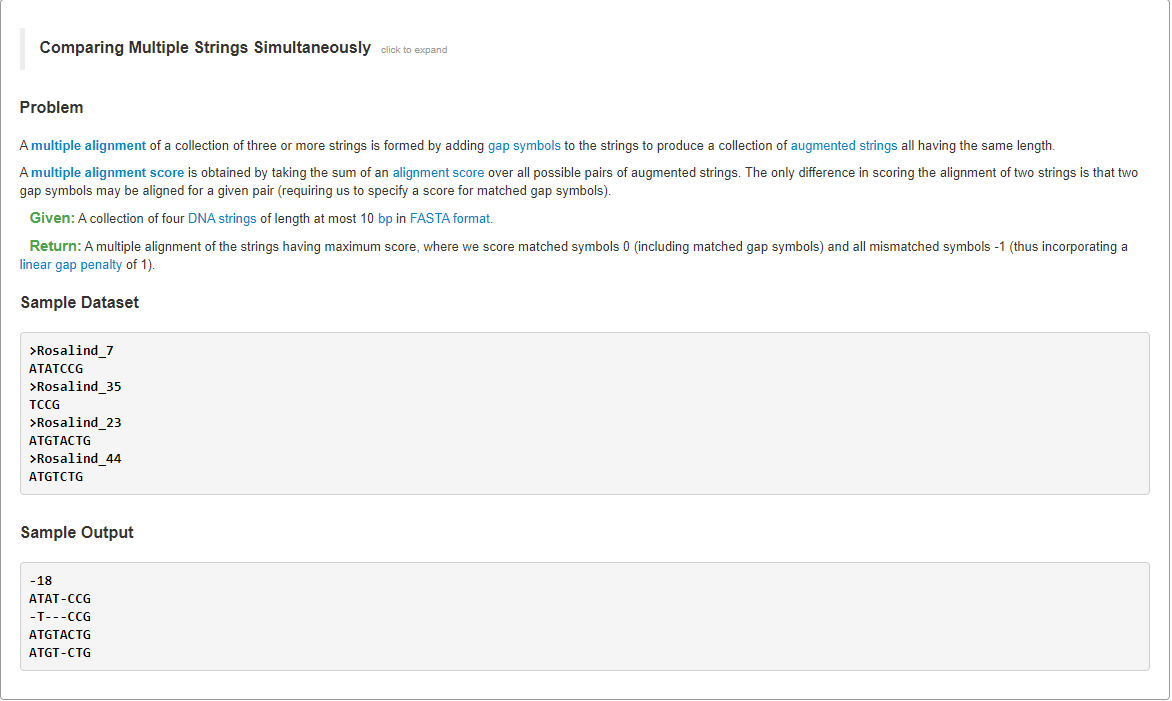 Comparing Multiple Strings Simultaneously click to expand
Problem
A multiple alignment of a collection of three or more strings is formed by adding gap symbols to the strings to produce a collection of augmented strings all having the same length.
A multiple alignment score is obtained by taking the sum of an alignment score over all possible pairs of augmented strings. The only difference in scoring the alignment of two strings is that two
gap symbols may be aligned for a given pair (requiring us to specify a score for matched gap symbols).
Given: A collection of four DNA strings of length at most 10 bp in FASTA format.
Return: A multiple alignment of the strings having maximum score, where we score matched symbols 0 (including matched gap symbols) and all mismatched symbols -1 (thus incorporating a
linear gap penalty of 1).
Sample Dataset
>Rosalind_7
ATATCCG
>Rosalind_35
TCCG
>Rosalind_23
ATGTACTG
>Rosalind_44
ATGTCTG
Sample Output
-18
ATAT-CCG
-T---CCG
ATGTACTG
ATGT-CTG